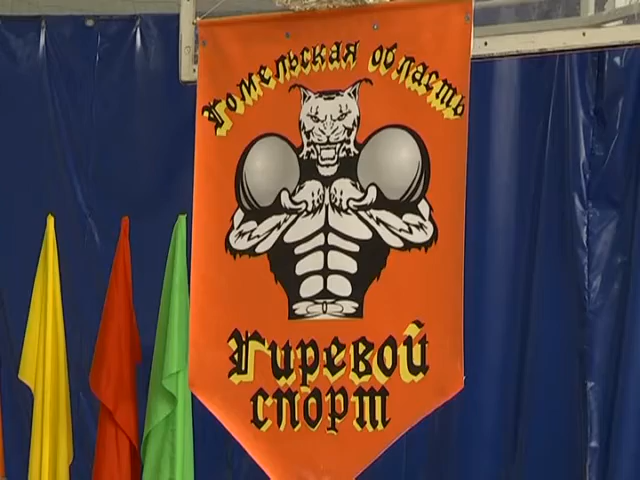 Гомельская область
Гиревой
спорт